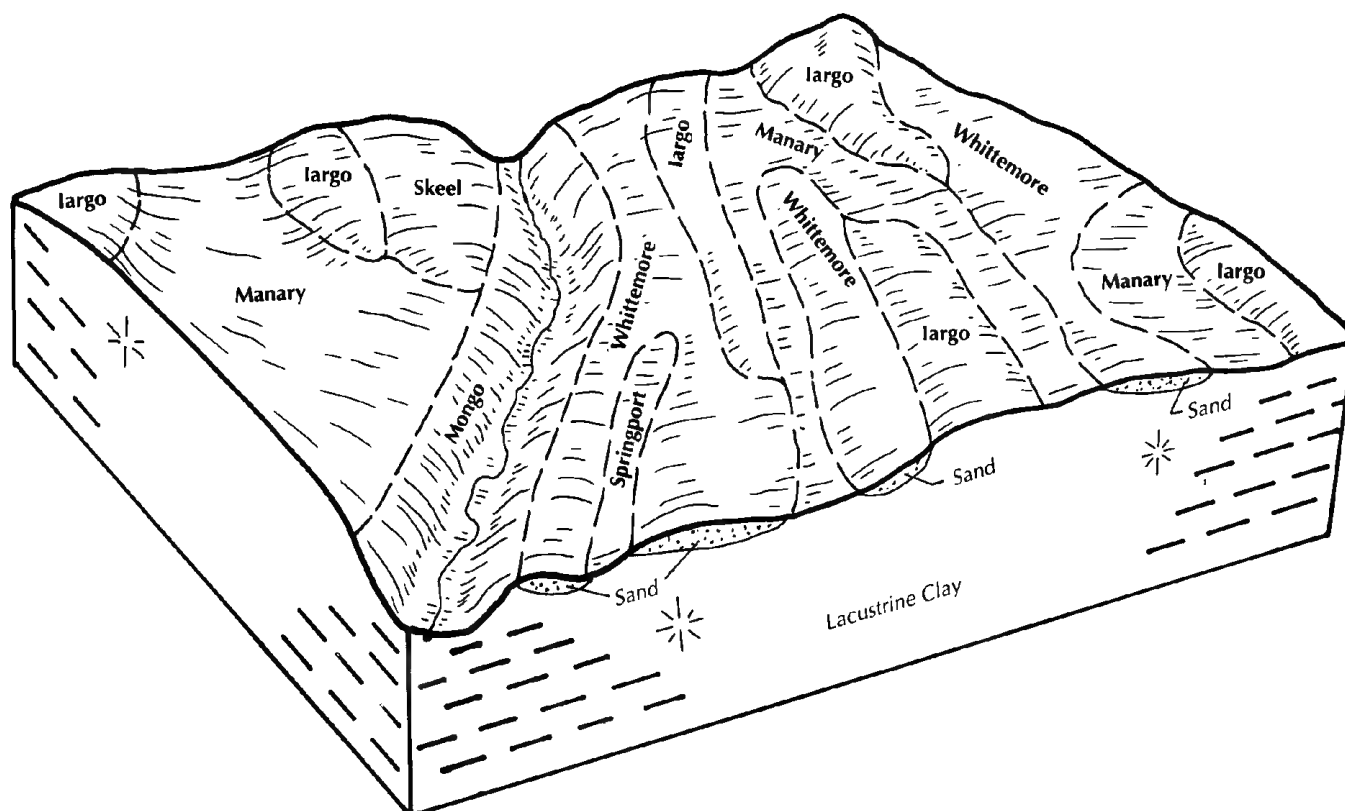 Iargo
Manary
Whittemore
Iargo
Iargo
Iargo
Skeel
Manary
Whittemore
Manary
Iargo
Whittemore
Iargo
Mongo
Springport
Sand
Sand
Sand
Lacustrine Clay